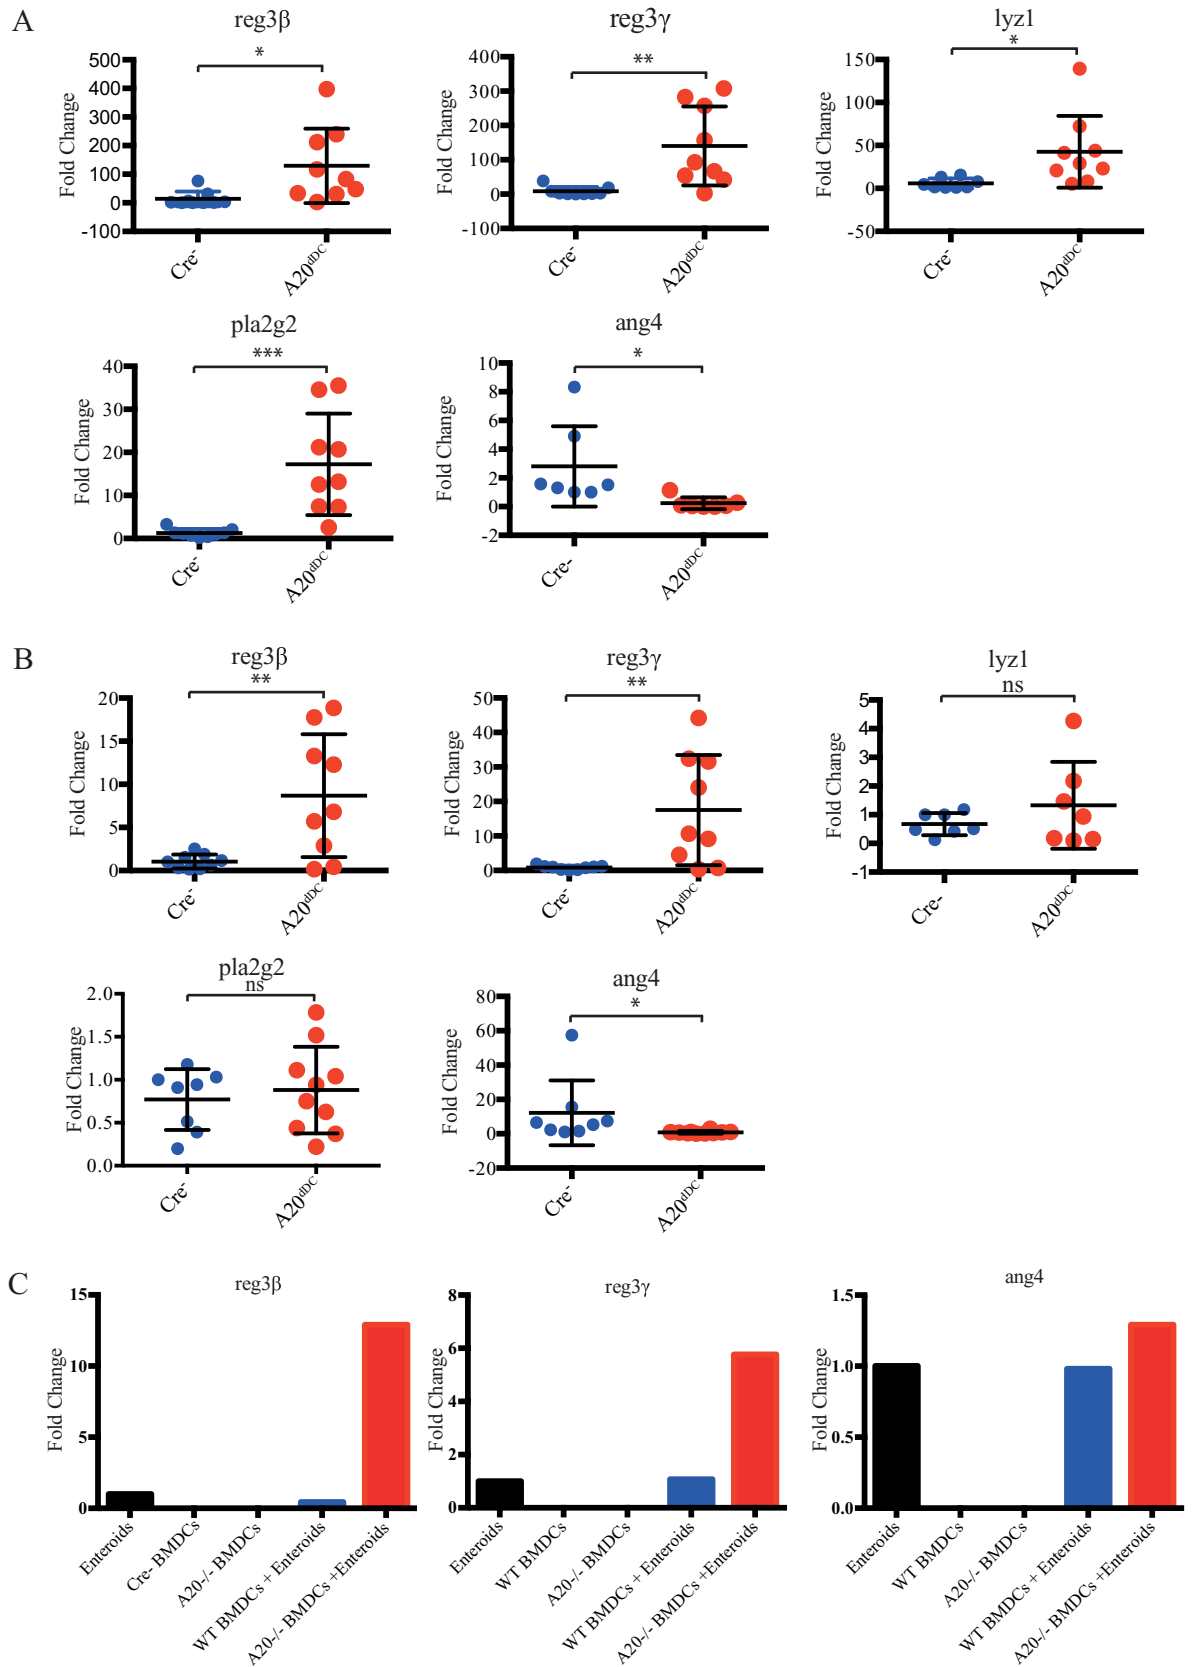 A
reg3β
*
Fold Change
500
400
300
200
100
0
-100
Cre⁻
A20ᵈᴰᶜ
reg3γ
**
Fold Change
400
300
200
100
0
-100
Cre⁻
A20ᵈᴰᶜ
lyz1
*
Fold Change
150
100
50
0
-50
Cre⁻
A20ᵈᴰᶜ
pla2g2
***
Fold Change
40
30
20
10
0
Cre⁻
A20ᵈᴰᶜ
ang4
*
Fold Change
10
8
6
4
2
0
-2
Cre-
A20ᵈᴰᶜ
B
reg3β
**
Fold Change
20
15
10
5
0
Cre⁻
A20ᵈᴰᶜ
reg3γ
**
Fold Change
50
40
30
20
10
0
Cre⁻
A20ᵈᴰᶜ
lyz1
ns
Fold Change
5
4
3
2
1
0
-1
Cre-
A20ᵈᴰᶜ
pla2g2
ns
Fold Change
2.0
1.5
1.0
0.5
0.0
Cre⁻
A20ᵈᴰᶜ
ang4
*
Fold Change
80
60
40
20
0
-20
Cre⁻
A20ᵈᴰᶜ
C
reg3β
Fold Change
15
10
5
0
Enteroids
Cre- BMDCs
A20-/- BMDCs
WT BMDCs + Enteroids
A20-/- BMDCs +Enteroids
reg3γ
Fold Change
8
6
4
2
0
Enteroids
WT BMDCs
A20-/- BMDCs
WT BMDCs + Enteroids
A20-/- BMDCs +Enteroids
ang4
Fold Change
1.5
1.0
0.5
0.0
Enteroids
WT BMDCs
A20-/- BMDCs
WT BMDCs + Enteroids
A20-/- BMDCs +Enteroids